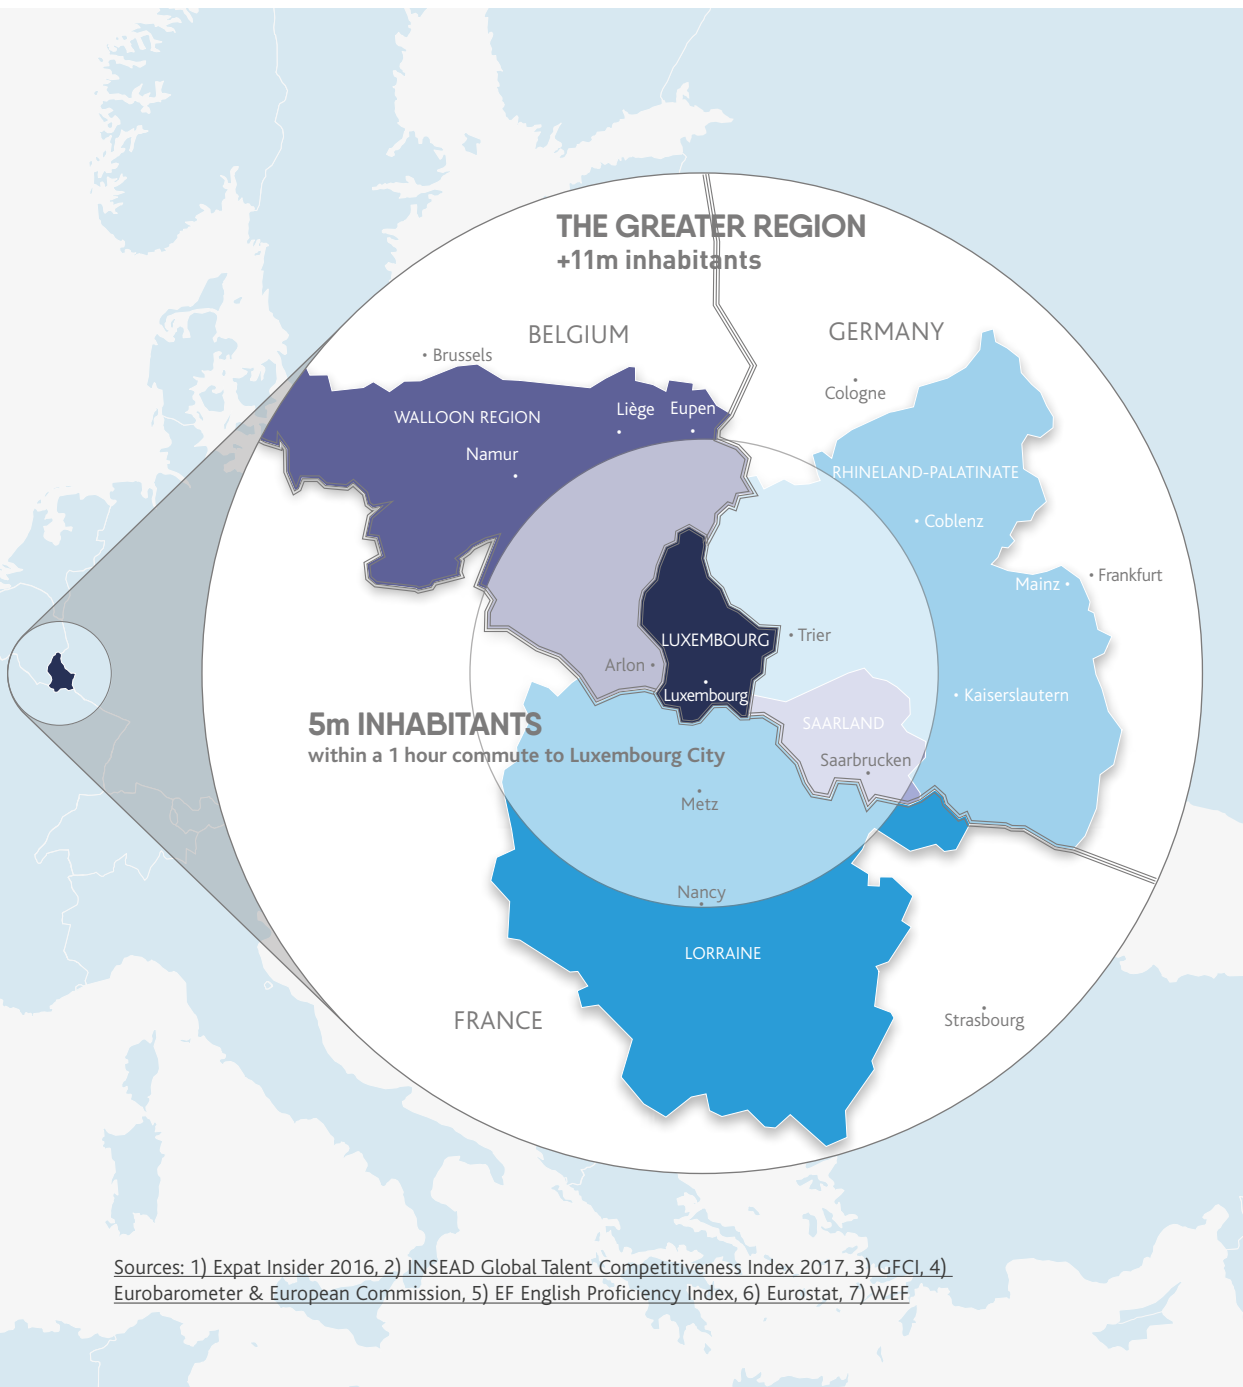 THE GREATER REGION
+11m inhabitants
BELGIUM
GERMANY
Brussels
Cologne
WALLOON REGION
Liège
Eupen
Namur
RHINELAND-PALATINATE
Coblenz
Mainz
Frankfurt
LUXEMBOURG
Trier
Arlon
Luxembourg
Kaiserslautern
5m INHABITANTS
within a 1 hour commute to Luxembourg City
SAARLAND
Saarbrucken
Metz
Nancy
LORRAINE
FRANCE
Strasbourg
Sources: 1) Expat Insider 2016, 2) INSEAD Global Talent Competitiveness Index 2017, 3) GFCI, 4)
Eurobarometer & European Commission, 5) EF English Proficiency Index, 6) Eurostat, 7) WEF